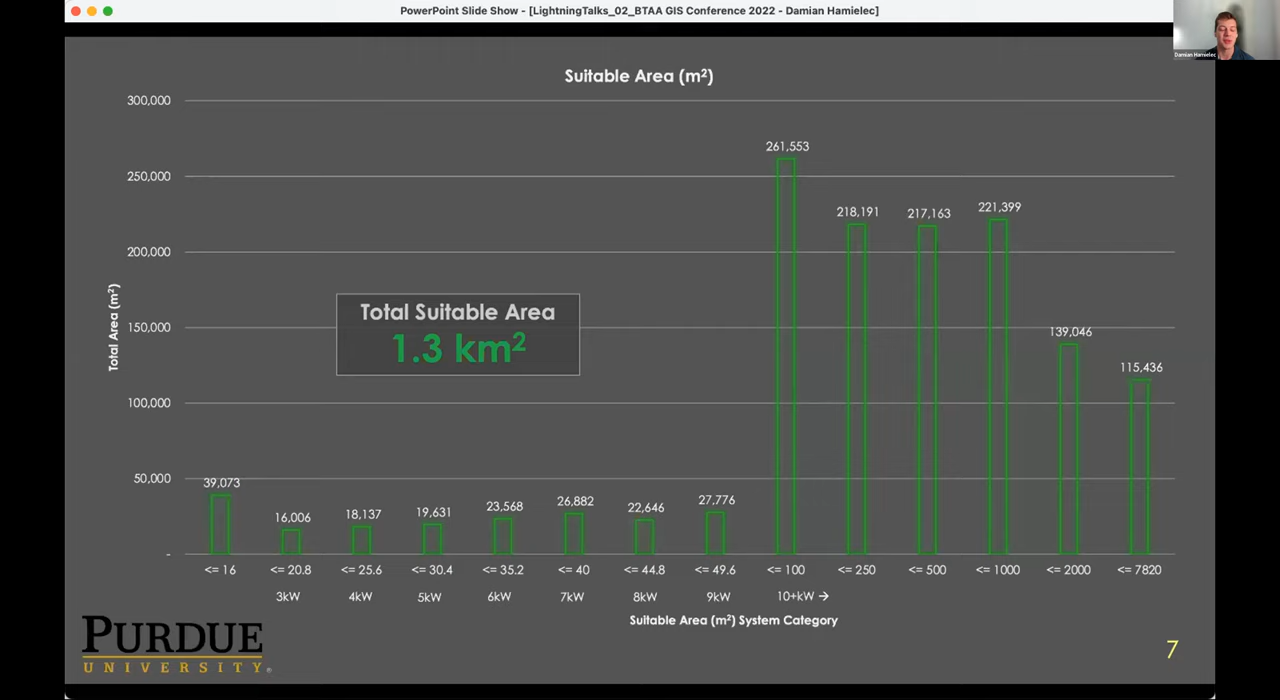 PowerPoint Slide Show - [LightningTalks_02_BTAA GIS Conference 2022 - Damian Hamielec]
Damian Hamielec
Suitable Area (m²)
300,000
250,000
200,000
150,000
100,000
50,000
-
Total Area (m²)
Total Suitable Area
1.3 km²
39,073
16,006
18,137
19,631
23,568
26,882
22,646
27,776
261,553
218,191
217,163
221,399
139,046
115,436
<= 16 <= 20.8 <= 25.6 <= 30.4 <= 35.2 <= 40 <= 44.8 <= 49.6 <= 100 <= 250 <= 500 <= 1000 <= 2000 <= 7820
3kW 4kW 5kW 6kW 7kW 8kW 9kW 10+kW →
Suitable Area (m²) System Category
PURDUE
UNIVERSITY®
7